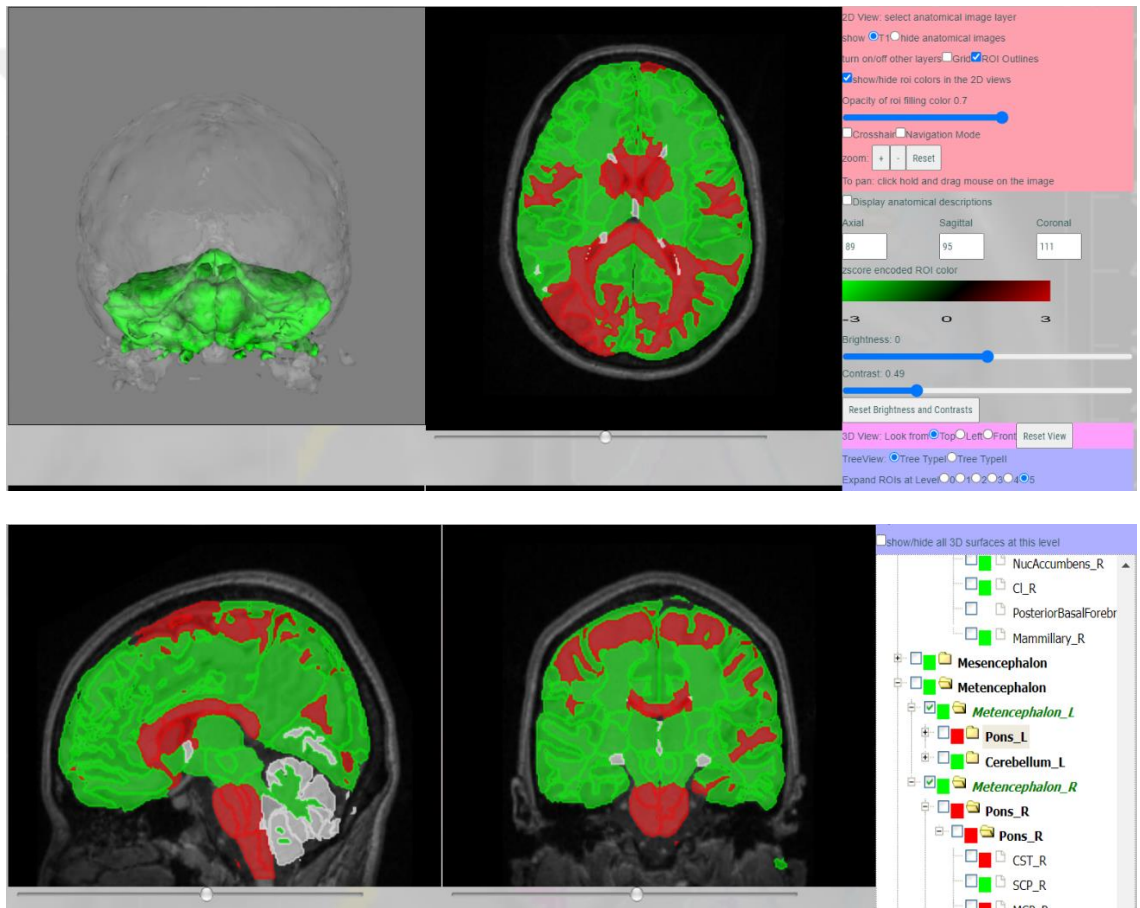 2D View: select anatomical image layer
show T1 hide anatomical images
turn on/off other layers Grid ROI Outlines
show/hide roi colors in the 2D views
Opacity of roi filling color 0.7
Crosshair Navigation Mode
zoom: + - Reset
To pan: click hold and drag mouse on the image
Display anatomical descriptions
Axial Sagittal Coronal
89 95 111
zscore encoded ROI color
-3 0 3
Brightness: 0
Contrast: 0.49
Reset Brightness and Contrasts
3D View: Look from Top Left Front Reset View
TreeView: Tree TypeI Tree TypeII
Expand ROIs at Level 0 1 2 3 4 5
show/hide all 3D surfaces at this level
NucAccumbens_R
Cl_R
PosteriorBasalForebr
Mammillary_R
Mesencephalon
Metencephalon
Metencephalon_L
Pons_L
Cerebellum_L
Metencephalon_R
Pons_R
Pons_R
CST_R
SCP_R
MCP_R